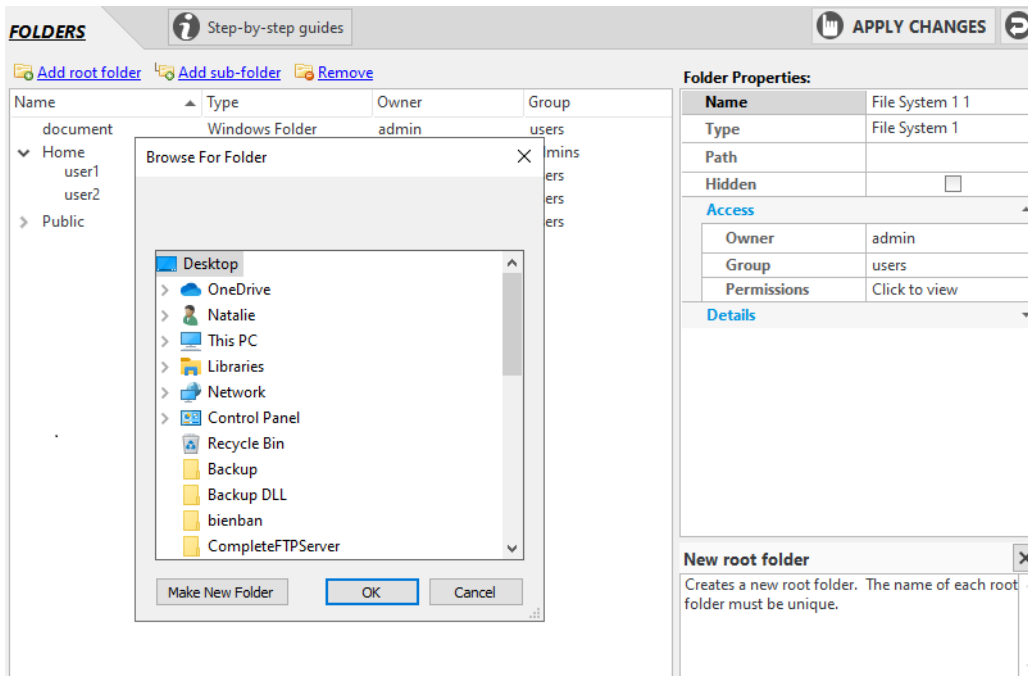 FOLDERS
Step-by-step guides
APPLY CHANGES
Add root folder Add sub-folder Remove
Name Type Owner Group
document Windows Folder admin users
Home
user1
user2
Public
mins
ers
ers
ers
Browse For Folder
Desktop
OneDrive
Natalie
This PC
Libraries
Network
Control Panel
Recycle Bin
Backup
Backup DLL
bienban
CompleteFTPServer
Make New Folder OK Cancel
Folder Properties:
Name File System 1 1
Type File System 1
Path
Hidden
Access
Owner admin
Group users
Permissions Click to view
Details
New root folder
Creates a new root folder. The name of each root
folder must be unique.